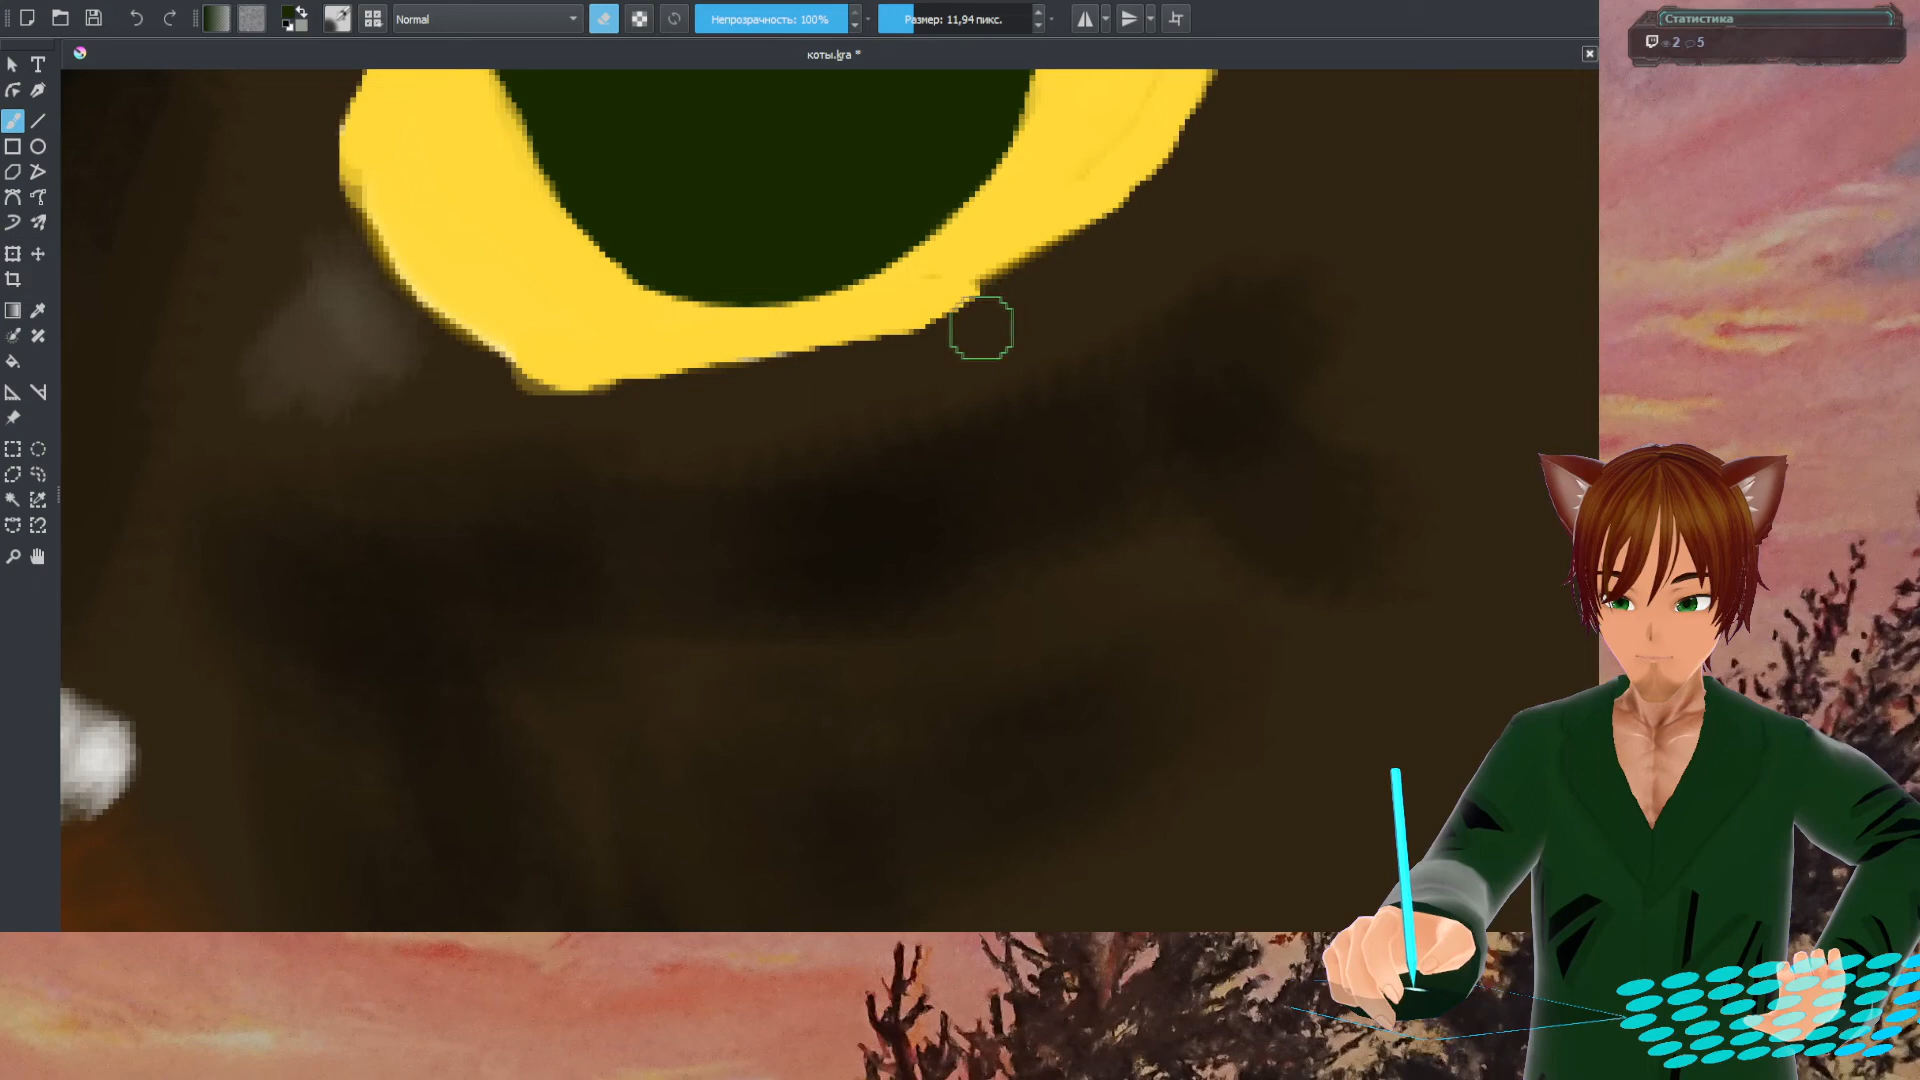 Normal
Непрозрачность: 100%
Размер: 11,94 пикс.
коты.kra *
Статистика
2 5